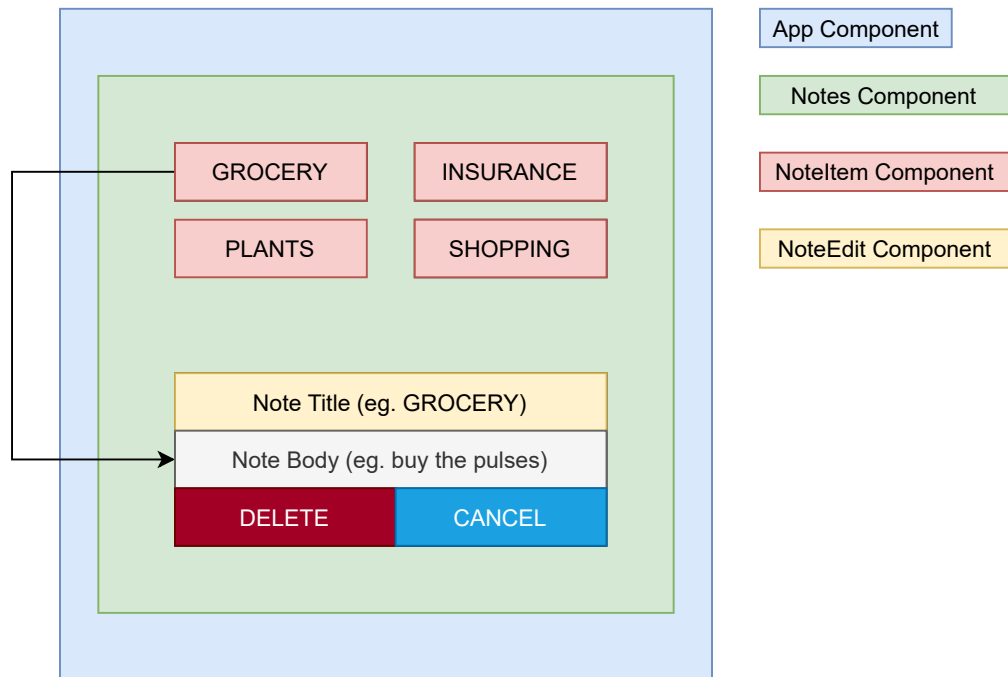 App Component
Notes Component
GROCERY
INSURANCE
NoteItem Component
PLANTS
SHOPPING
NoteEdit Component
Note Title (eg. GROCERY)
Note Body (eg. buy the pulses)
DELETE
CANCEL